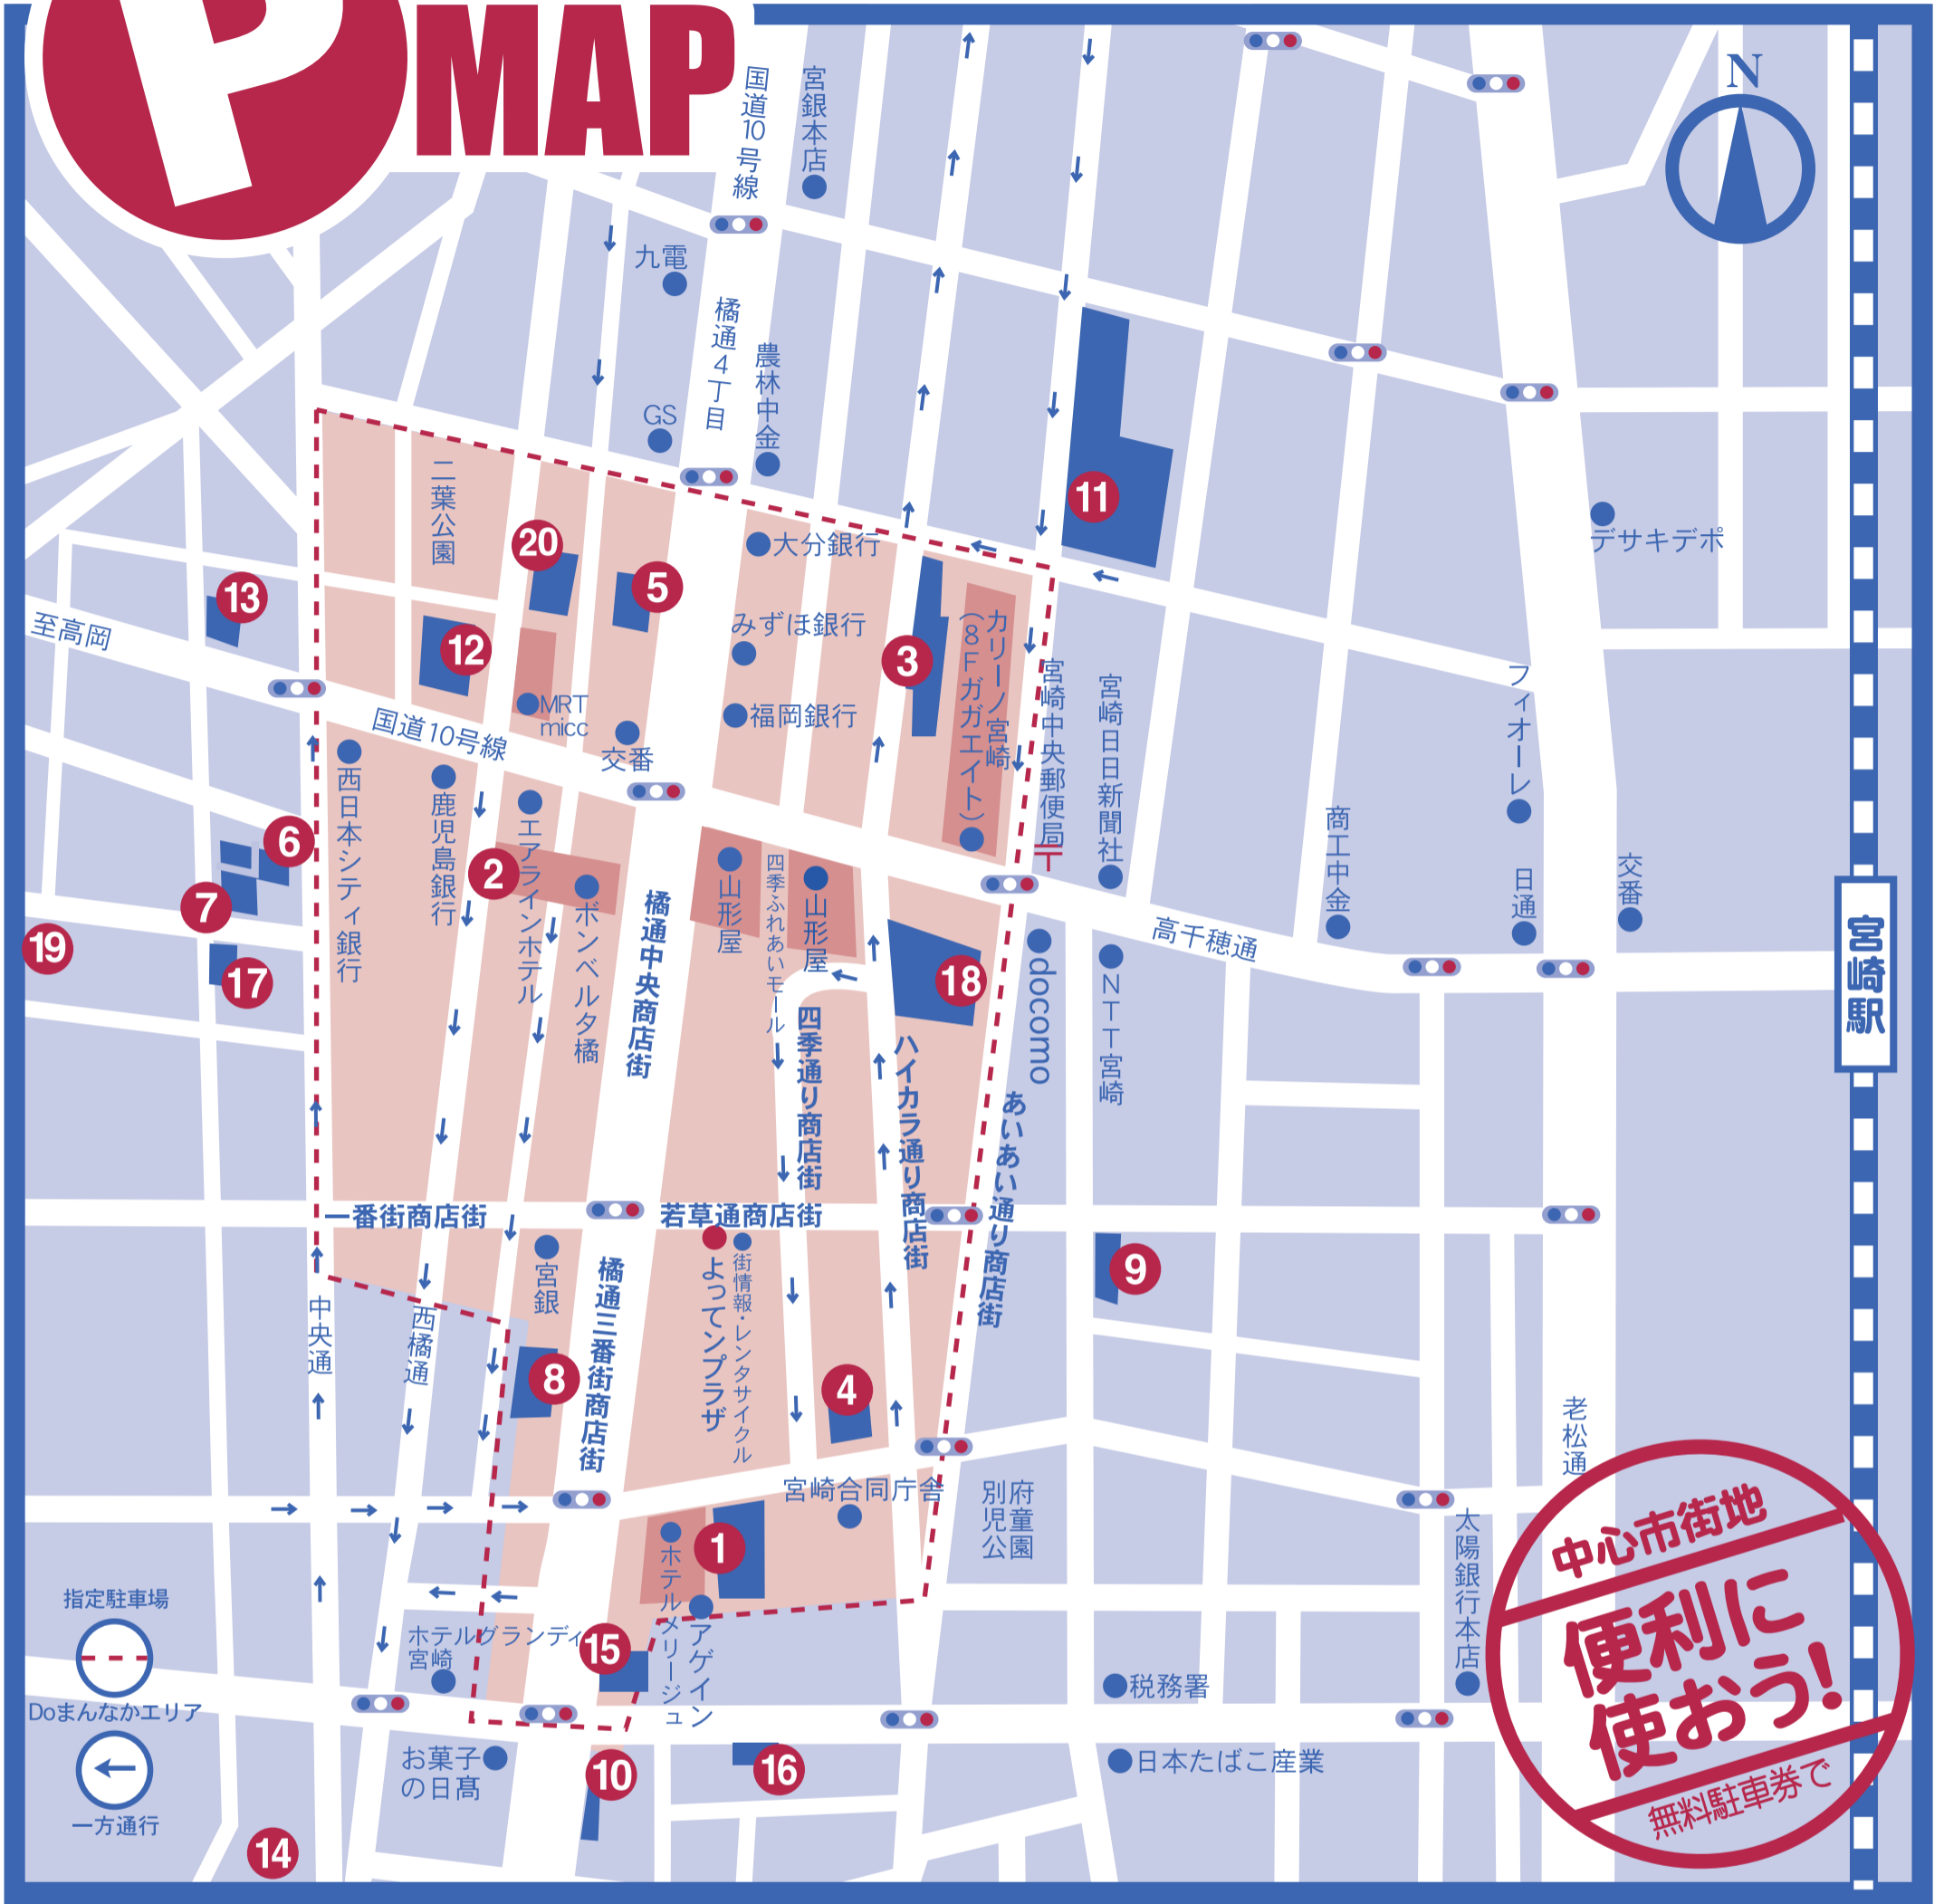 P MAP
N
国道10号線
宮銀本店
九電
橘通4丁目
農林中金
GS
二葉公園
大分銀行
みずほ銀行
福岡銀行
MRT
micc
交番
カリーノ宮崎
(8Fガガエイト)
宮崎中央郵便局
〒
宮崎日日新聞社
デサキデポ
フィオーレ
商工中金
日通
交番
宮崎駅
至高岡
国道10号線
高千穂通
西日本シティ銀行
鹿児島銀行
エアラインホテル
ボンベルタ橘
橘通中央商店街
山形屋
四季ふれあいモール
山形屋
四季通り商店街
ハイカラ通り商店街
docomo
NTT宮崎
あいあい通り商店街
一番街商店街
若草通商店街
宮銀
橘通三番街商店街
よってンプラザ
街情報・レンタサイクル
中央通
西橘通
宮崎合同庁舎
別府児童公園
老松通
太陽銀行本店
ホテルメリージュ
アゲイン
ホテルグランディ
宮崎
税務署
お菓子
の日髙
日本たばこ産業
指定駐車場
Doまんなかエリア
一方通行
中心市街地
便利に
使おう!
無料駐車券で
11
20
5
13
12
3
6
2
7
19
17
18
9
8
4
1
15
10
16
14